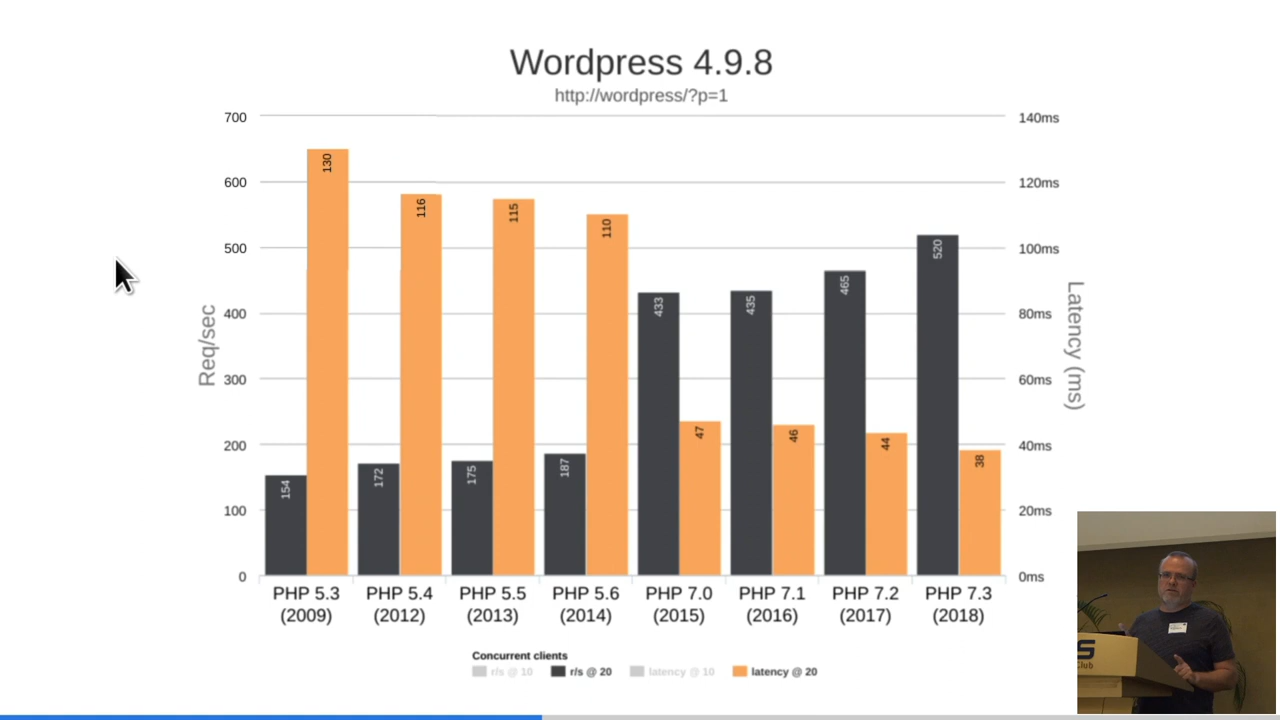 Wordpress 4.9.8
http://wordpress/?p=1
700
600
500
400
300
200
100
0
Req/sec
140ms
120ms
100ms
80ms
60ms
40ms
20ms
0ms
Latency (ms)
154
130
172
116
175
115
187
110
433
47
435
46
465
44
520
38
PHP 5.3
(2009)
PHP 5.4
(2012)
PHP 5.5
(2013)
PHP 5.6
(2014)
PHP 7.0
(2015)
PHP 7.1
(2016)
PHP 7.2
(2017)
PHP 7.3
(2018)
Concurrent clients
r/s @ 10 r/s @ 20 latency @ 10 latency @ 20
S
Club